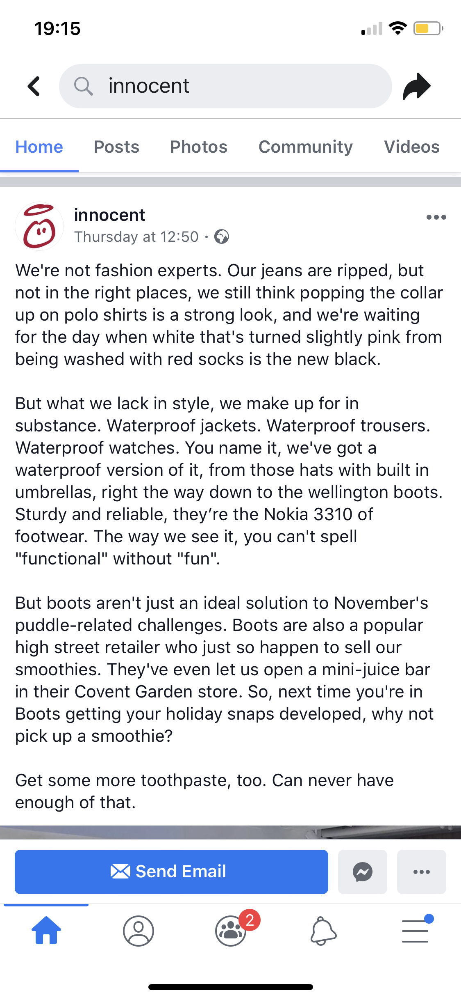 19:15
innocent
Home Posts Photos Community Videos
innocent
Thursday at 12:50 ·
We're not fashion experts. Our jeans are ripped, but
not in the right places, we still think popping the collar
up on polo shirts is a strong look, and we're waiting
for the day when white that's turned slightly pink from
being washed with red socks is the new black.
But what we lack in style, we make up for in
substance. Waterproof jackets. Waterproof trousers.
Waterproof watches. You name it, we've got a
waterproof version of it, from those hats with built in
umbrellas, right the way down to the wellington boots.
Sturdy and reliable, they’re the Nokia 3310 of
footwear. The way we see it, you can't spell
"functional" without "fun".
But boots aren't just an ideal solution to November's
puddle-related challenges. Boots are also a popular
high street retailer who just so happen to sell our
smoothies. They've even let us open a mini-juice bar
in their Covent Garden store. So, next time you're in
Boots getting your holiday snaps developed, why not
pick up a smoothie?
Get some more toothpaste, too. Can never have
enough of that.
Send Email
2